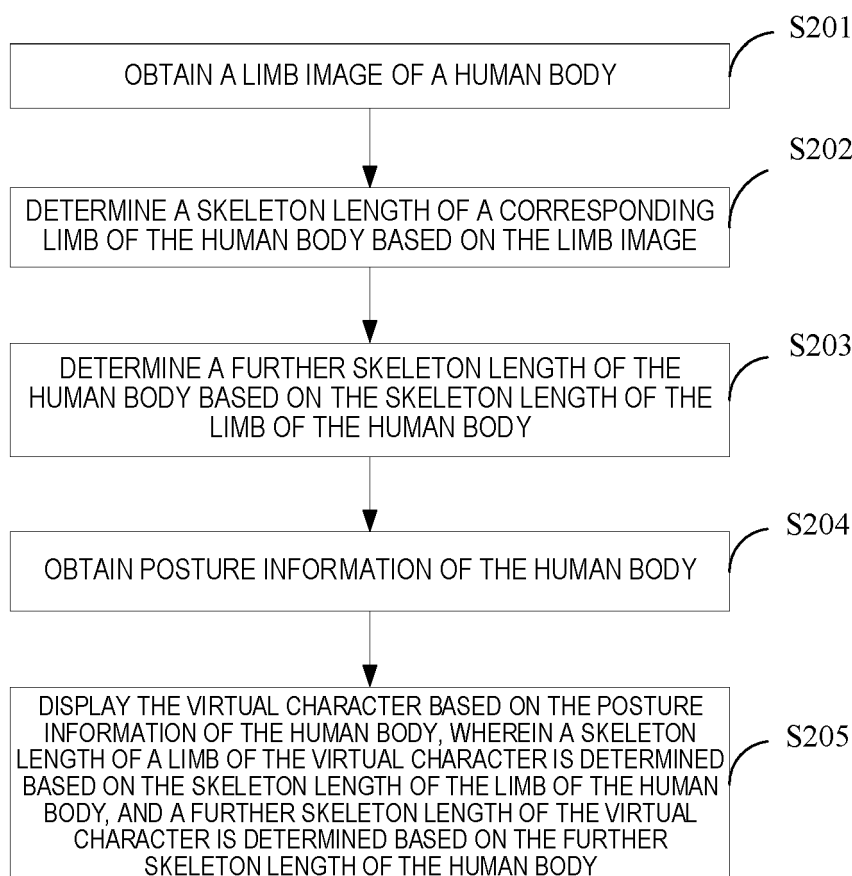 S201
OBTAIN A LIMB IMAGE OF A HUMAN BODY
S202
DETERMINE A SKELETON LENGTH OF A CORRESPONDING
LIMB OF THE HUMAN BODY BASED ON THE LIMB IMAGE
S203
DETERMINE A FURTHER SKELETON LENGTH OF THE
HUMAN BODY BASED ON THE SKELETON LENGTH OF THE
LIMB OF THE HUMAN BODY
S204
OBTAIN POSTURE INFORMATION OF THE HUMAN BODY
S205
DISPLAY THE VIRTUAL CHARACTER BASED ON THE POSTURE
INFORMATION OF THE HUMAN BODY, WHEREIN A SKELETON
LENGTH OF A LIMB OF THE VIRTUAL CHARACTER IS DETERMINED
BASED ON THE SKELETON LENGTH OF THE LIMB OF THE HUMAN
BODY, AND A FURTHER SKELETON LENGTH OF THE VIRTUAL
CHARACTER IS DETERMINED BASED ON THE FURTHER
SKELETON LENGTH OF THE HUMAN BODY